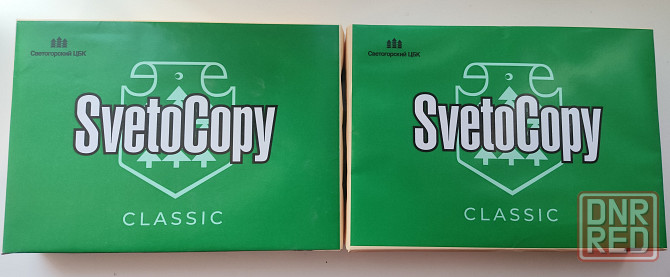 Светогорский ЦБК
SvetoCopy
CLASSIC
Светогорский ЦБК
SvetoCopy
CLASSIC
DNR
RED